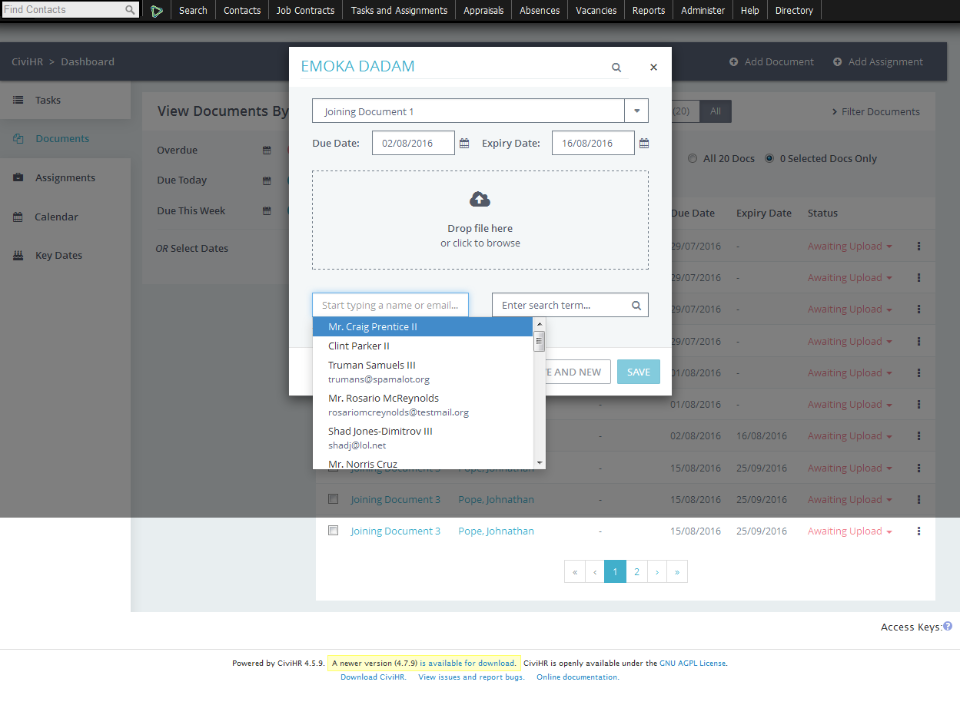 Find Contacts Search Contacts Job Contracts Tasks and Assignments Appraisals Absences Vacancies Reports Administer Help Directory
CiviHR > Dashboard
Add Document Add Assignment
Tasks
Documents
Assignments
Calendar
Key Dates
View Documents By
Overdue
Due Today
Due This Week
OR Select Dates
(20) All
> Filter Documents
All 20 Docs 0 Selected Docs Only
EMOKA DADAM ×
Joining Document 1
Due Date: 02/08/2016 Expiry Date: 16/08/2016
Drop file here
or click to browse
Start typing a name or email... Enter search term...
Mr. Craig Prentice II
Clint Parker II
Truman Samuels III
trumans@spamalot.org
Mr. Rosario McReynolds
rosariomcreynolds@testmail.org
Shad Jones-Dimitrov III
shadj@lol.net
Mr. Norris Cruz
E AND NEW SAVE
Due Date Expiry Date Status
29/07/2016 - Awaiting Upload
29/07/2016 - Awaiting Upload
29/07/2016 - Awaiting Upload
29/07/2016 - Awaiting Upload
01/08/2016 - Awaiting Upload
01/08/2016 - Awaiting Upload
- 02/08/2016 16/08/2016 Awaiting Upload
Joining Document 3 Pope, Johnathan - 15/08/2016 25/09/2016 Awaiting Upload
Joining Document 3 Pope, Johnathan - 15/08/2016 25/09/2016 Awaiting Upload
Joining Document 3 Pope, Johnathan - 15/08/2016 25/09/2016 Awaiting Upload
« ‹ 1 2 › »
Access Keys:?
Powered by CiviHR 4.5.9. A newer version (4.7.9) is available for download. CiviHR is openly available under the GNU AGPL License.
Download CiviHR. View issues and report bugs. Online documentation.